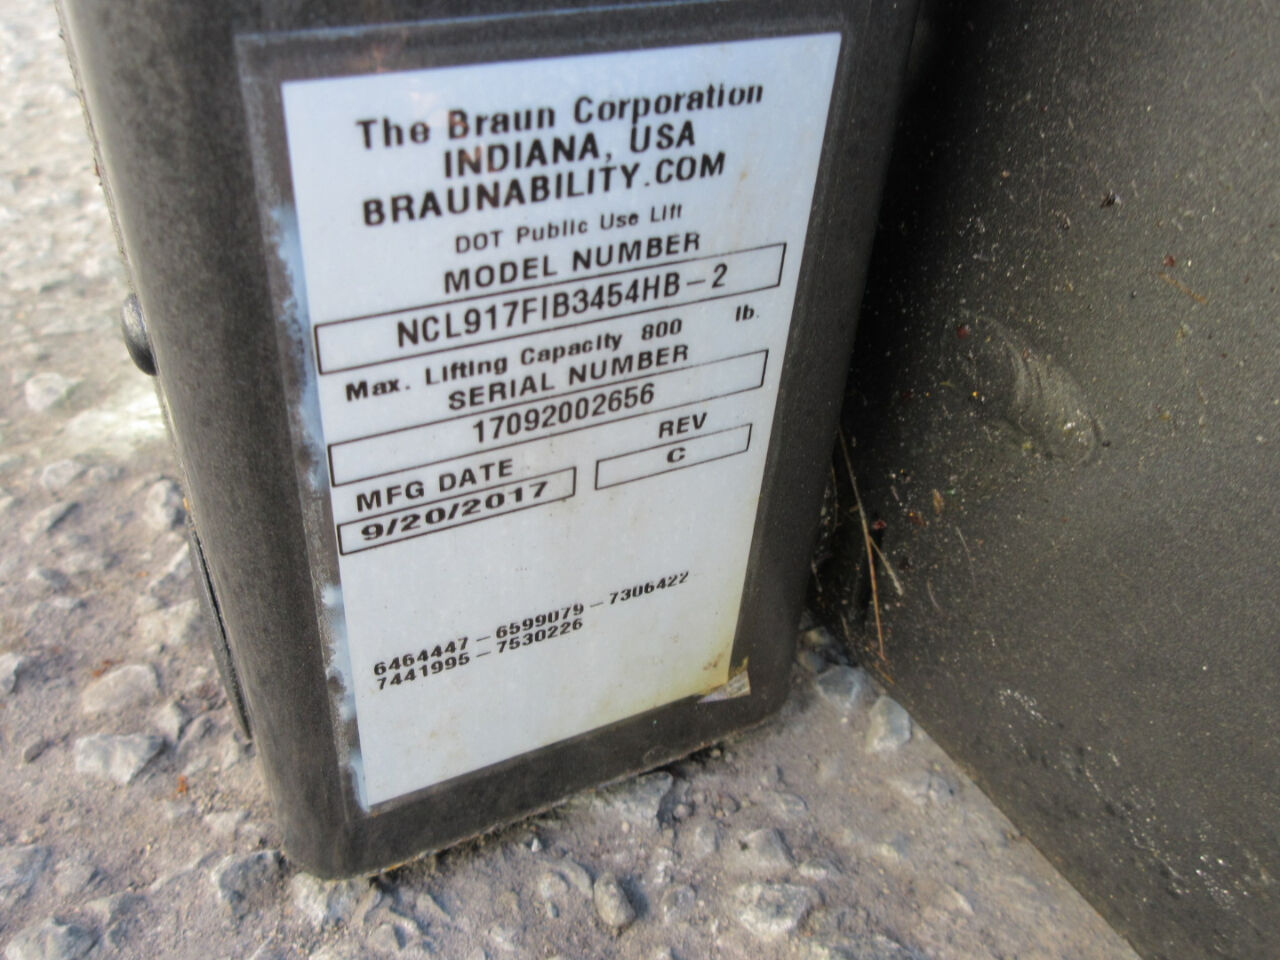 The Braun Corporation
INDIANA, USA
BRAUNABILITY.COM
DOT Public Use Lift
MODEL NUMBER
NCL917FIB3454HB-2
Max. Lifting Capacity 800 lb.
SERIAL NUMBER
17092002656
MFG DATE REV
9/20/2017 C
6464447-6599079-7306422
7441995-7530226